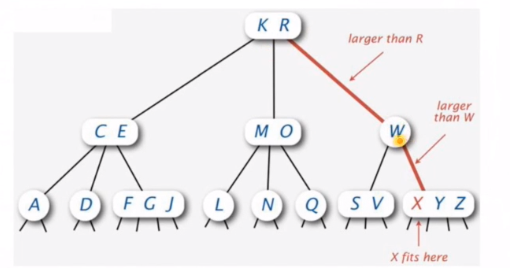 K R
larger than R
larger
than W
C E
M O
W
A
D
F G J
L
N
Q
S V
X Y Z
X fits here